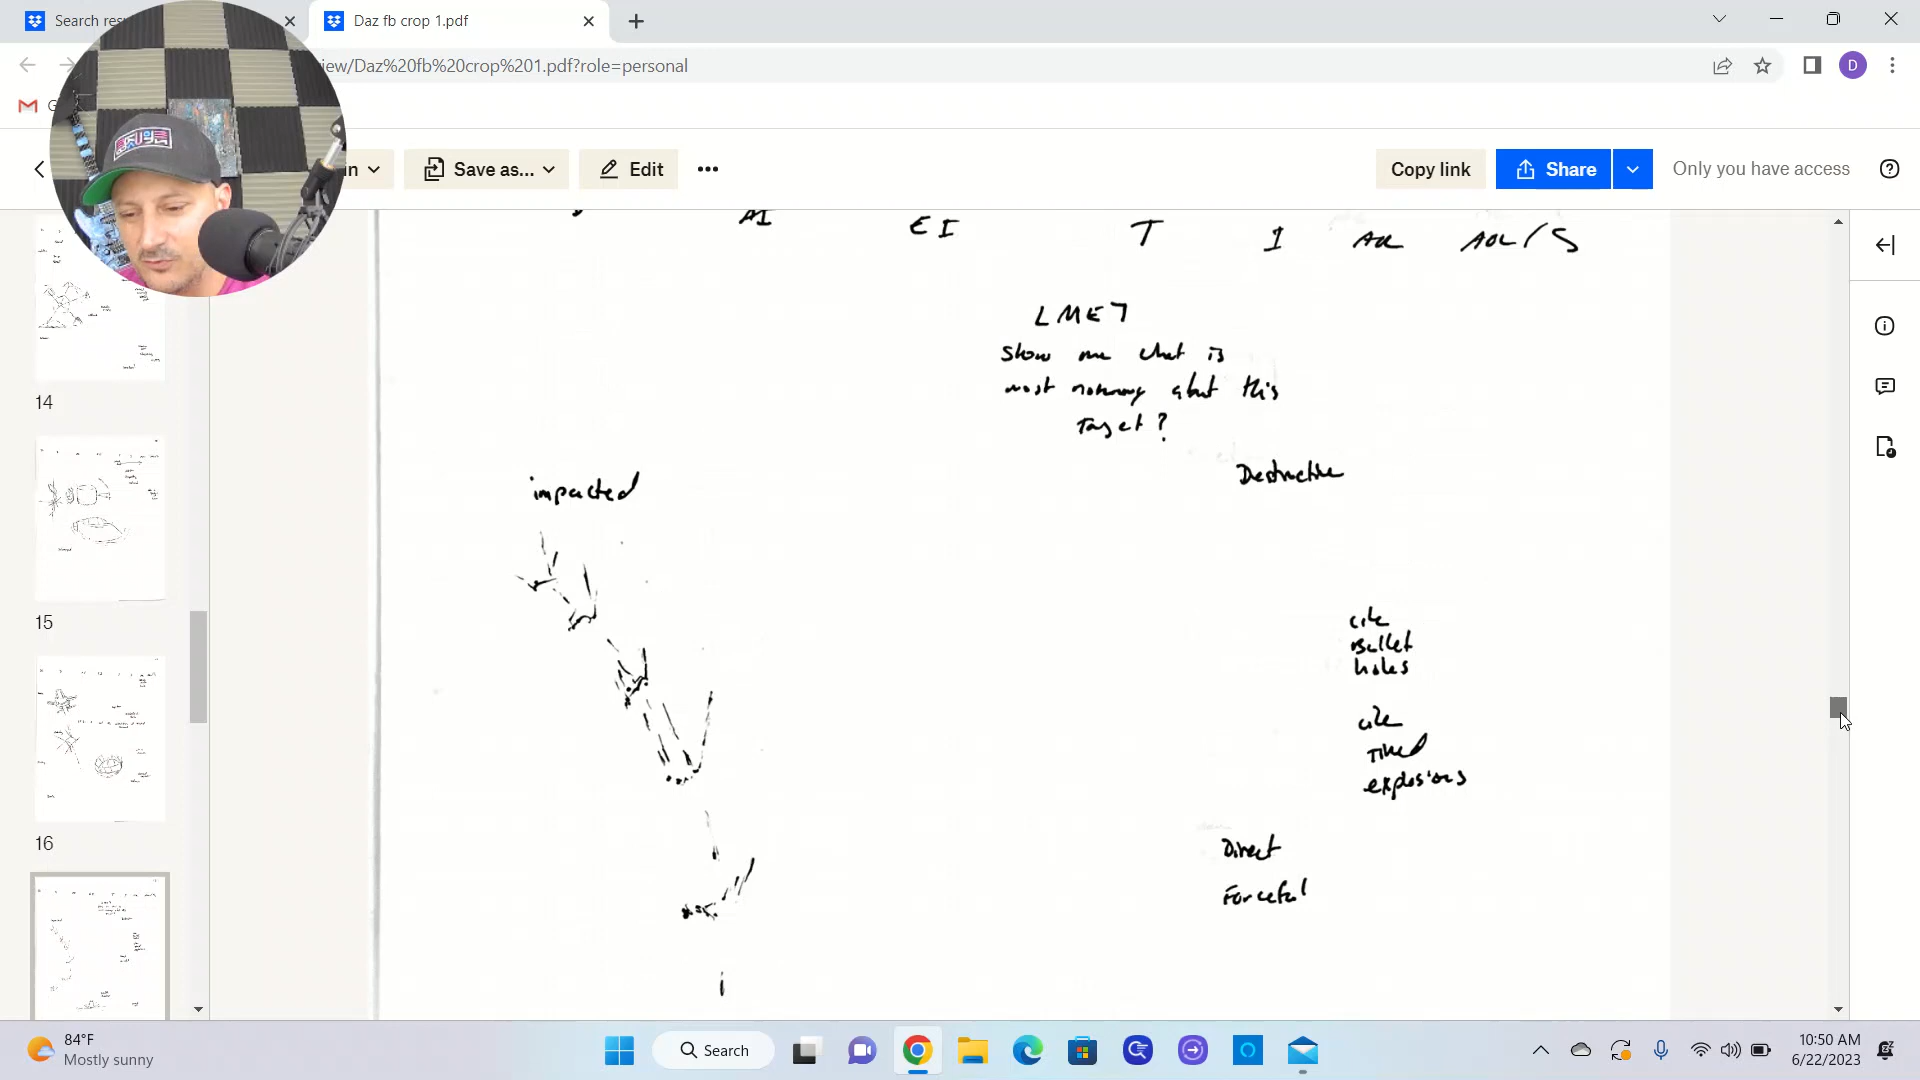 Search res
Daz fb crop 1.pdf
iew/Daz%20fb%20crop%201.pdf?role=personal
D
G
in
Save as...
Edit
Copy link
Share
Only you have access
AI
EI
T
I
AOL
AOL/S
LMET
Show me what is
most about this
Target?
impacted
Destructive
Bullet
holes
Timed
explosions
Direct
Forceful
14
15
16
84°F
Mostly sunny
Search
10:50 AM
6/22/2023